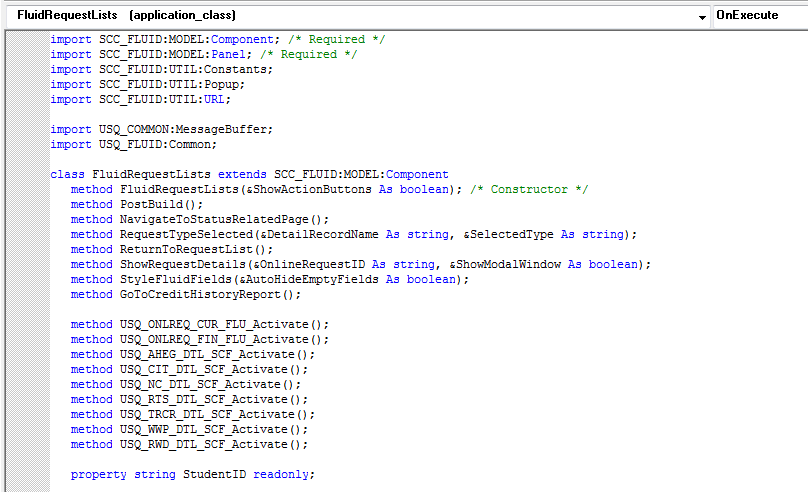 FluidRequestLists (application_class) OnExecute
import SCC_FLUID:MODEL:Component; /* Required */
import SCC_FLUID:MODEL:Panel; /* Required */
import SCC_FLUID:UTIL:Constants;
import SCC_FLUID:UTIL:Popup;
import SCC_FLUID:UTIL:URL;
import USQ_COMMON:MessageBuffer;
import USQ_FLUID:Common;
class FluidRequestLists extends SCC_FLUID:MODEL:Component
method FluidRequestLists(&ShowActionButtons As boolean); /* Constructor */
method PostBuild();
method NavigateToStatusRelatedPage();
method RequestTypeSelected(&DetailRecordName As string, &SelectedType As string);
method ReturnToRequestList();
method ShowRequestDetails(&OnlineRequestID As string, &ShowModalWindow As boolean);
method StyleFluidFields(&AutoHideEmptyFields As boolean);
method GoToCreditHistoryReport();
method USQ_ONLREQ_CUR_FLU_Activate();
method USQ_ONLREQ_FIN_FLU_Activate();
method USQ_AHEG_DTL_SCF_Activate();
method USQ_CIT_DTL_SCF_Activate();
method USQ_NC_DTL_SCF_Activate();
method USQ_RTS_DTL_SCF_Activate();
method USQ_TRCR_DTL_SCF_Activate();
method USQ_WWP_DTL_SCF_Activate();
method USQ_RWD_DTL_SCF_Activate();
property string StudentID readonly;